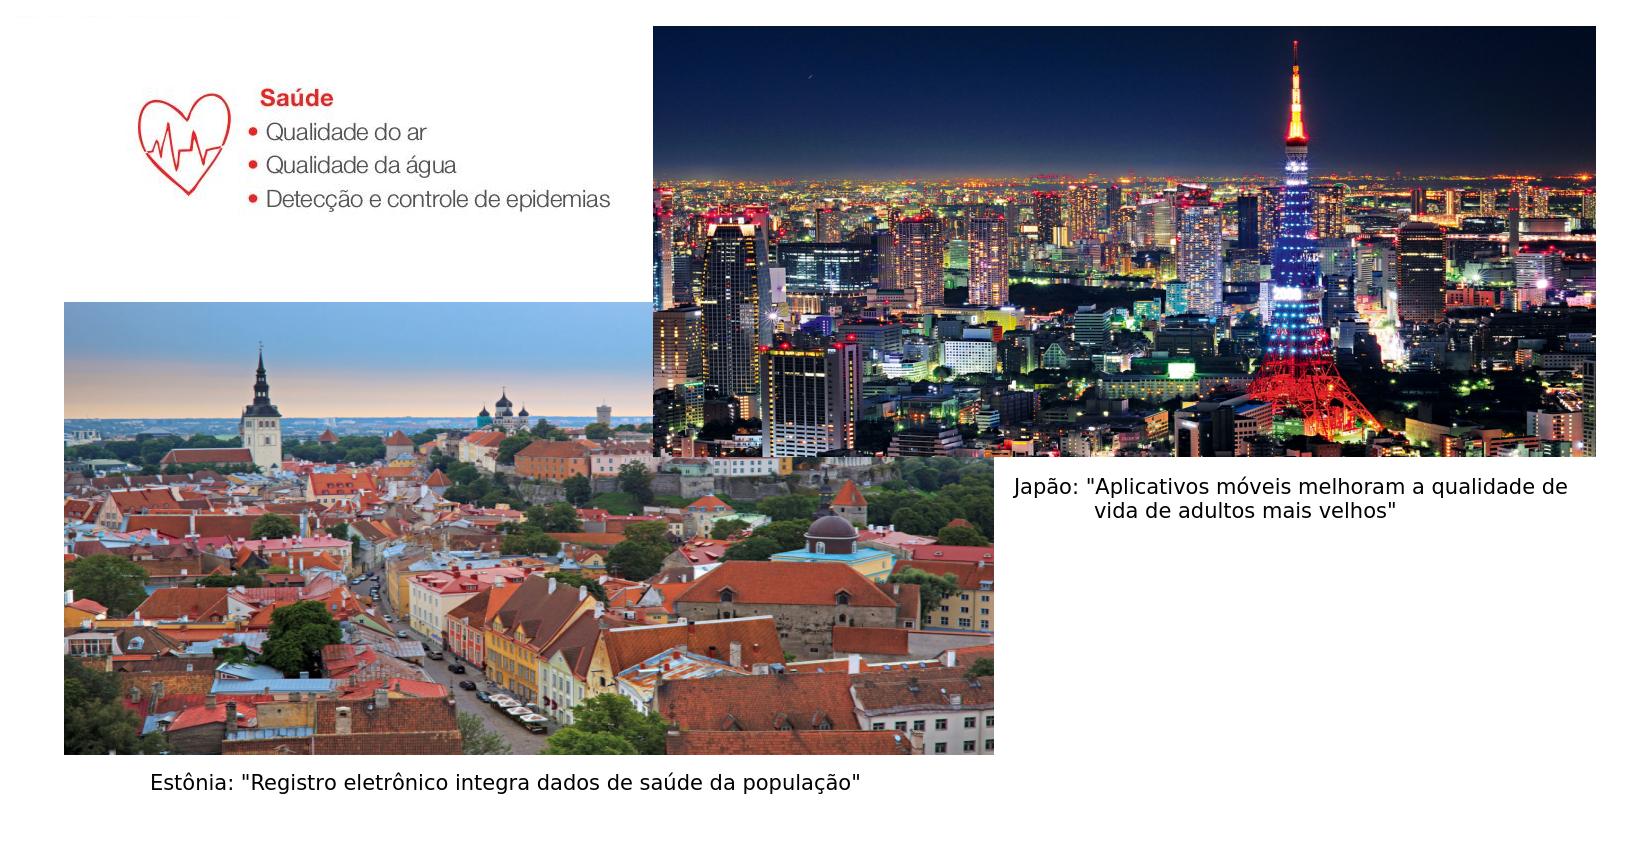 Saúde
• Qualidade do ar
• Qualidade da água
• Detecção e controle de epidemias
Japão: "Aplicativos móveis melhoram a qualidade de
vida de adultos mais velhos"
Estônia: "Registro eletrônico integra dados de saúde da população"